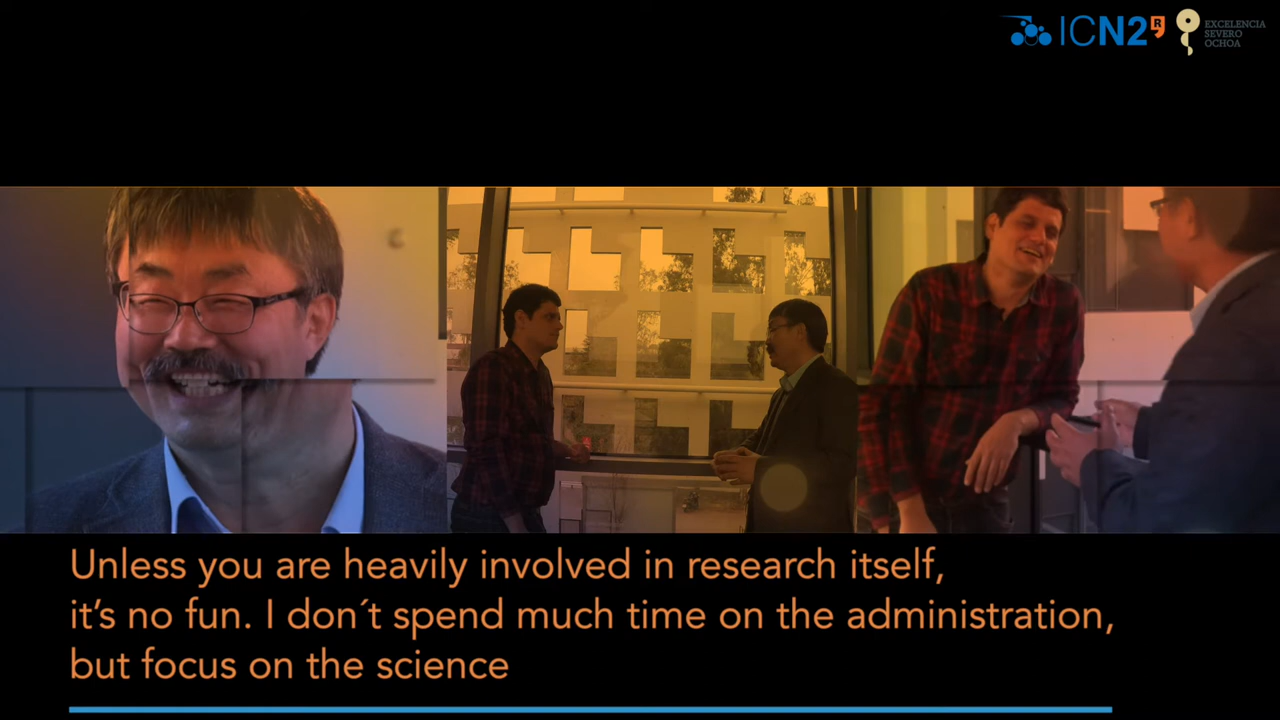 ICN2R
EXCELENCIA
SEVERO
OCHOA
Unless you are heavily involved in research itself,
it’s no fun. I don´t spend much time on the administration,
but focus on the science